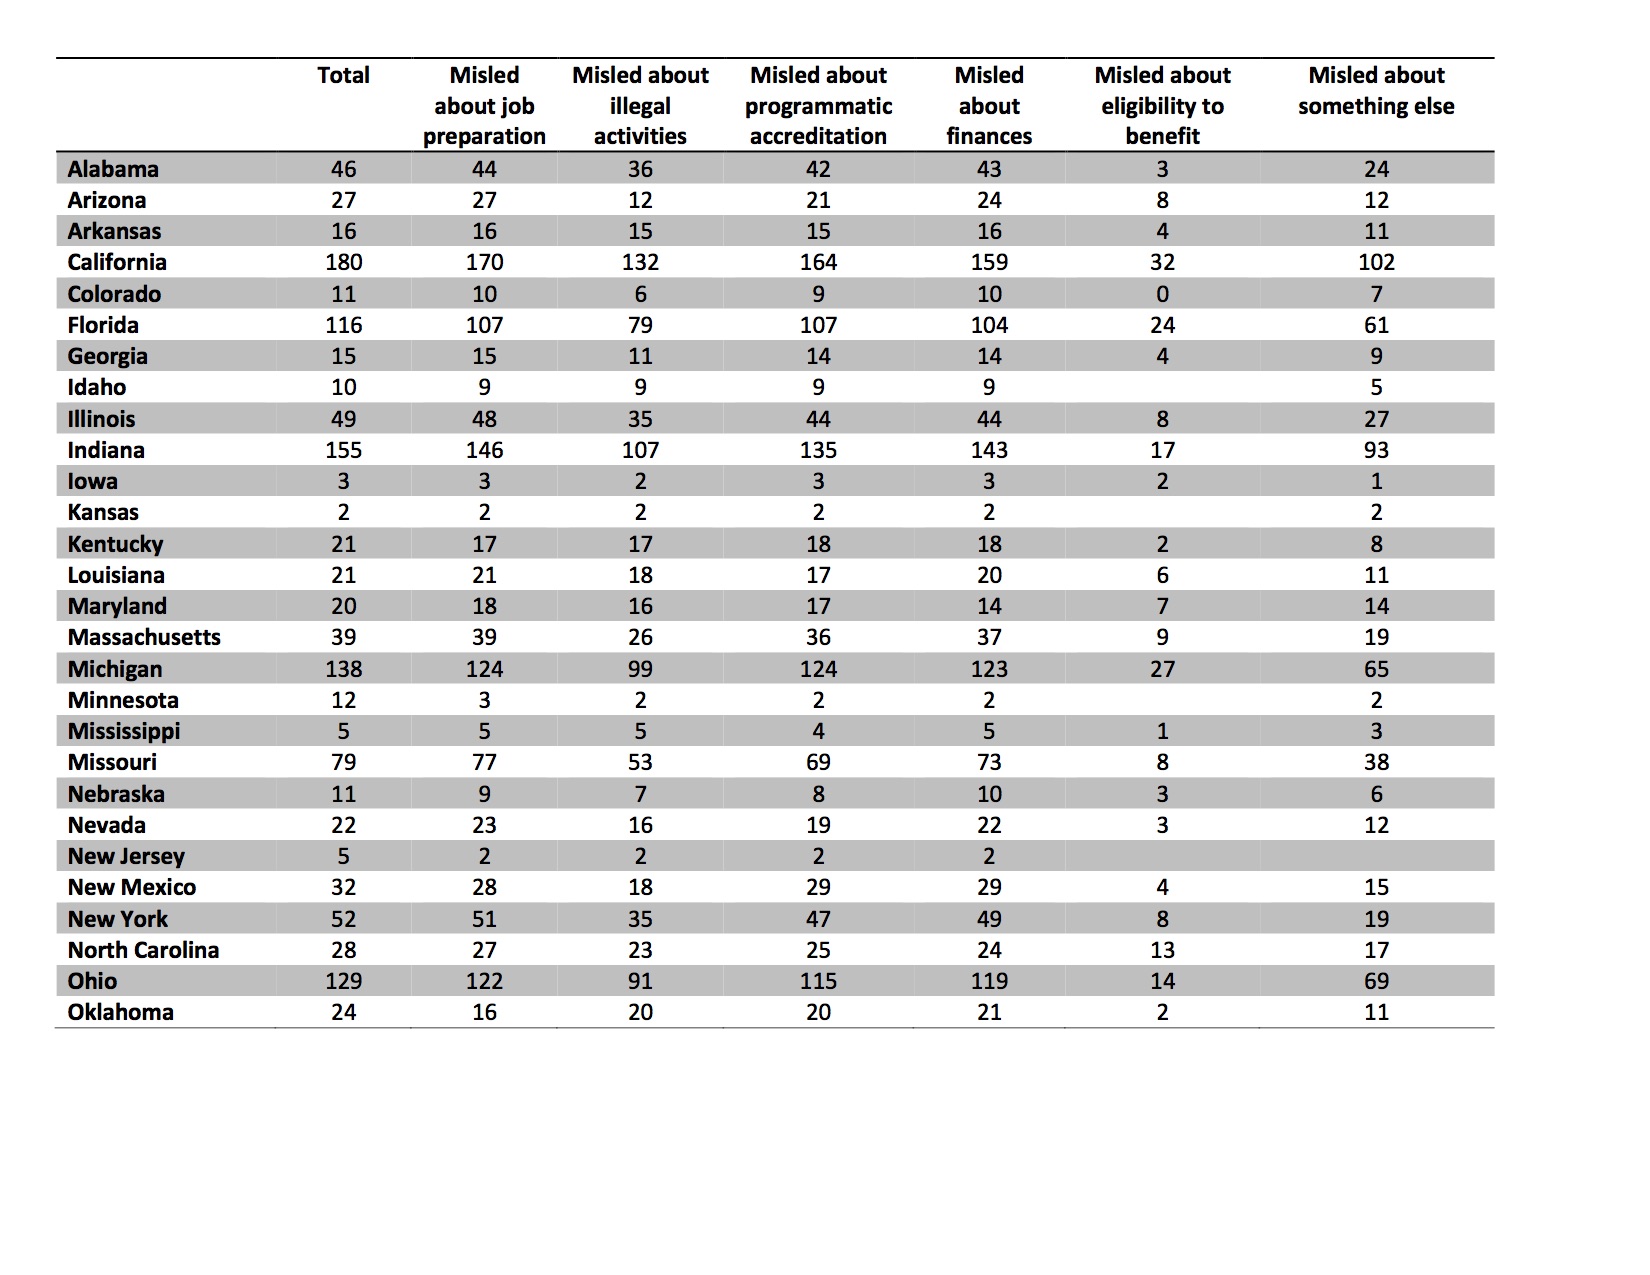 Total Misled Misled about Misled about Misled Misled about Misled about
about job illegal programmatic about eligibility to something else
preparation activities accreditation finances benefit
Alabama 46 44 36 42 43 3 24
Arizona 27 27 12 21 24 8 12
Arkansas 16 16 15 15 16 4 11
California 180 170 132 164 159 32 102
Colorado 11 10 6 9 10 0 7
Florida 116 107 79 107 104 24 61
Georgia 15 15 11 14 14 4 9
Idaho 10 9 9 9 9 5
Illinois 49 48 35 44 44 8 27
Indiana 155 146 107 135 143 17 93
Iowa 3 3 2 3 3 2 1
Kansas 2 2 2 2 2 2
Kentucky 21 17 17 18 18 2 8
Louisiana 21 21 18 17 20 6 11
Maryland 20 18 16 17 14 7 14
Massachusetts 39 39 26 36 37 9 19
Michigan 138 124 99 124 123 27 65
Minnesota 12 3 2 2 2 2
Mississippi 5 5 5 4 5 1 3
Missouri 79 77 53 69 73 8 38
Nebraska 11 9 7 8 10 3 6
Nevada 22 23 16 19 22 3 12
New Jersey 5 2 2 2 2
New Mexico 32 28 18 29 29 4 15
New York 52 51 35 47 49 8 19
North Carolina 28 27 23 25 24 13 17
Ohio 129 122 91 115 119 14 69
Oklahoma 24 16 20 20 21 2 11